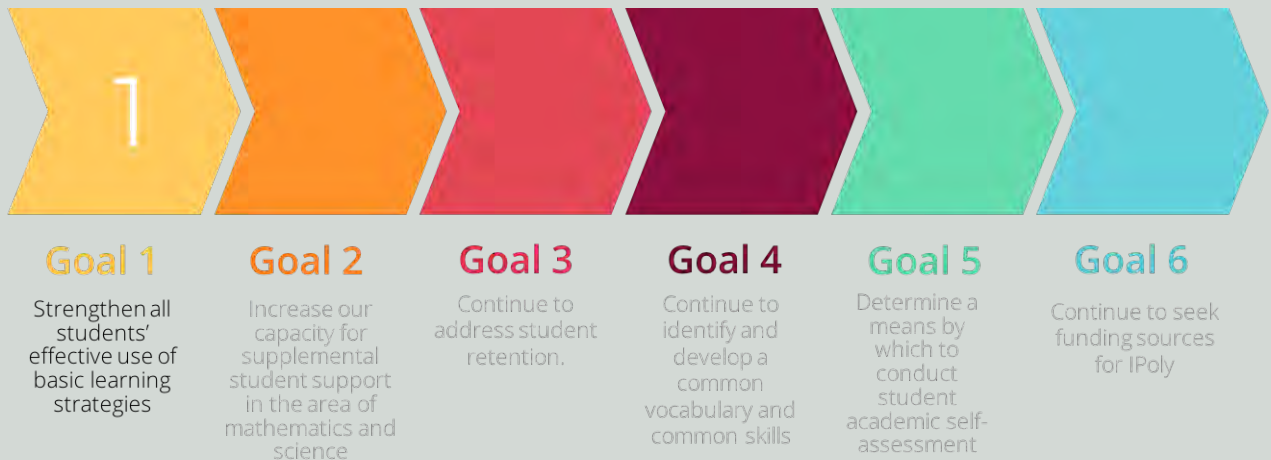 1
Goal 1
Strengthen all
students'
effective use of
basic learning
strategies
Goal 2
Increase our
capacity for
supplemental
student support
in the area of
mathematics and
science
Goal 3
Continue to
address student
retention.
Goal 4
Continue to
identify and
develop a
common
vocabulary and
common skills
Goal 5
Determine a
means by
which to
conduct
student
academic self-
assessment
Goal 6
Continue to seek
funding sources
for IPoly